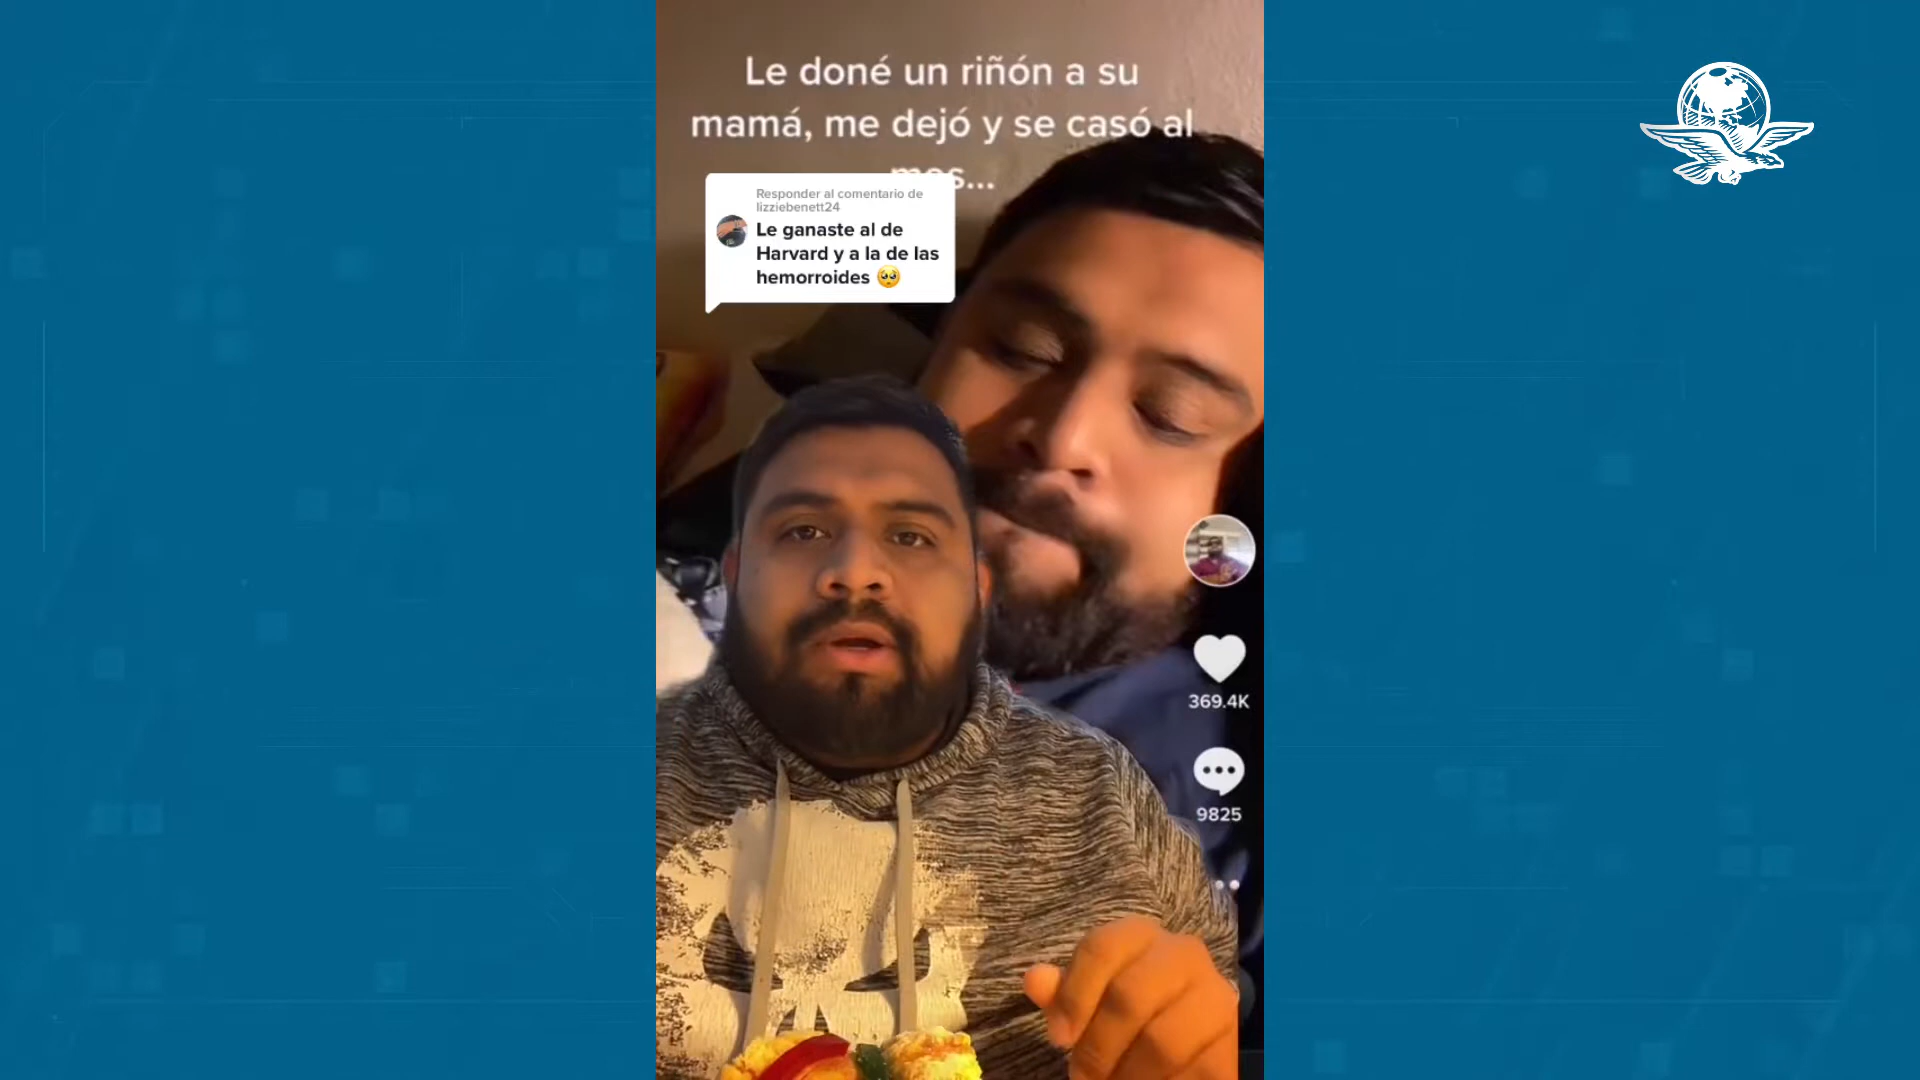 Le doné un riñón a su
mamá, me dejó y se casó al
Responder al comentario de
lizziebenett24
Le ganaste al de
Harvard y a la de las
hemorroides 🥺
369.4K
9825